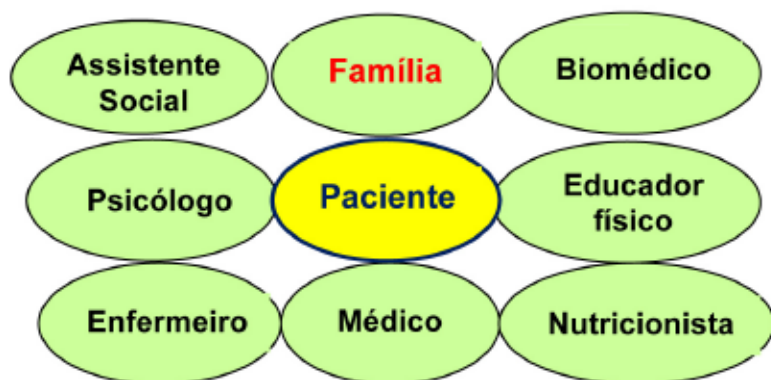 Assistente
Social
Família
Biomédico
Psicólogo
Paciente
Educador
físico
Enfermeiro
Médico
Nutricionista